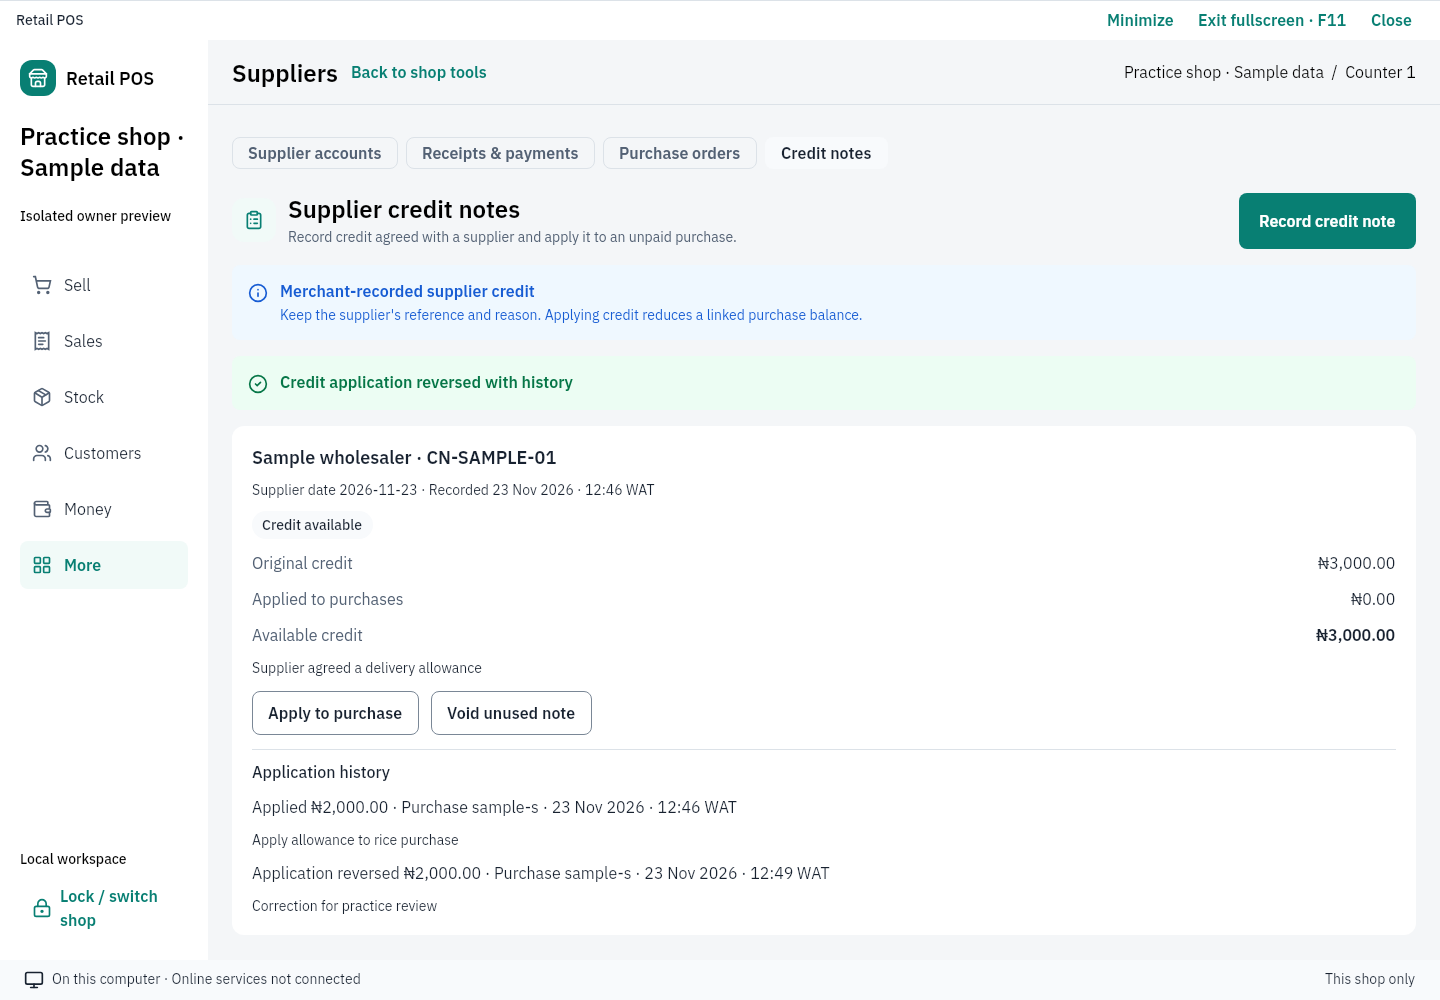 Retail POS
Minimize
Exit fullscreen · F11
Close
Retail POS
Practice shop ·
Sample data
Isolated owner preview
Sell
Sales
Stock
Customers
Money
More
Local workspace
Lock / switch
shop
Suppliers
Back to shop tools
Practice shop · Sample data / Counter 1
Supplier accounts
Receipts & payments
Purchase orders
Credit notes
Supplier credit notes
Record credit agreed with a supplier and apply it to an unpaid purchase.
Record credit note
Merchant-recorded supplier credit
Keep the supplier's reference and reason. Applying credit reduces a linked purchase balance.
Credit application reversed with history
Sample wholesaler · CN-SAMPLE-01
Supplier date 2026-11-23 · Recorded 23 Nov 2026 · 12:46 WAT
Credit available
Original credit ₦3,000.00
Applied to purchases ₦0.00
Available credit ₦3,000.00
Supplier agreed a delivery allowance
Apply to purchase
Void unused note
Application history
Applied ₦2,000.00 · Purchase sample-s · 23 Nov 2026 · 12:46 WAT
Apply allowance to rice purchase
Application reversed ₦2,000.00 · Purchase sample-s · 23 Nov 2026 · 12:49 WAT
Correction for practice review
On this computer · Online services not connected
This shop only